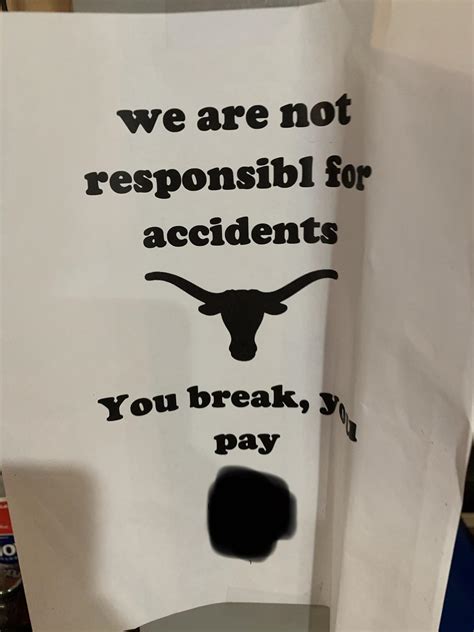 we are not
responsibl for
accidents
You break, you
pay